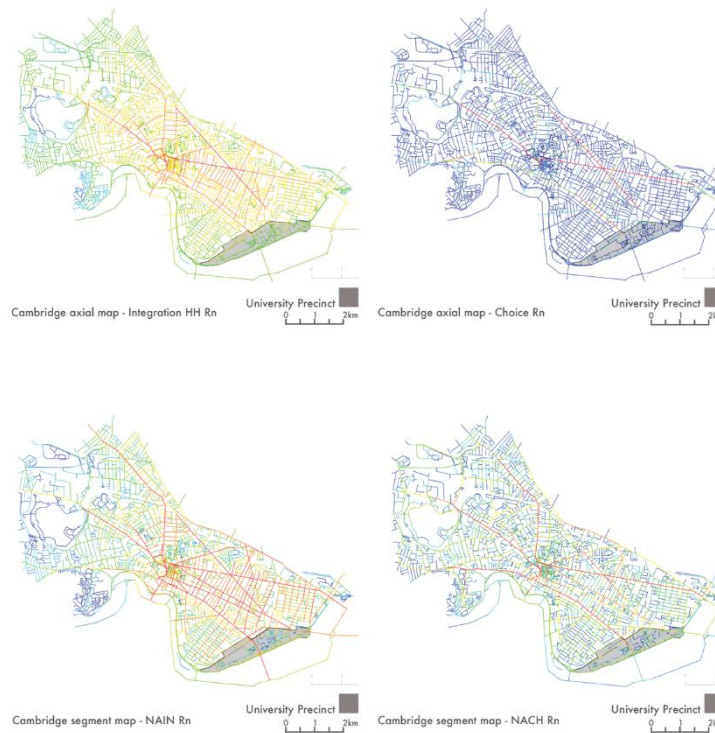 University Precinct
Cambridge axial map - Integration HH Rn
0 1 2km
University Precinct
Cambridge axial map - Choice Rn
0 1 2km
University Precinct
Cambridge segment map - NAIN Rn
0 1 2km
University Precinct
Cambridge segment map - NACH Rn
0 1 2km